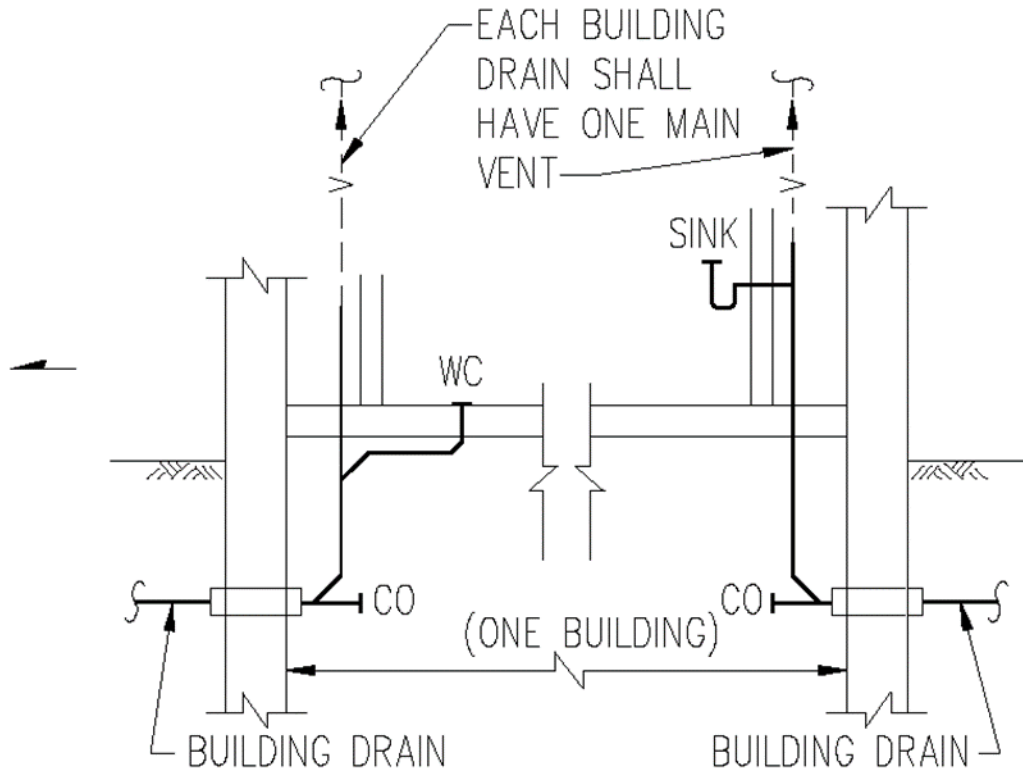 EACH BUILDING
DRAIN SHALL
HAVE ONE MAIN
VENT
V
V
SINK
WC
CO
CO
(ONE BUILDING)
BUILDING DRAIN
BUILDING DRAIN